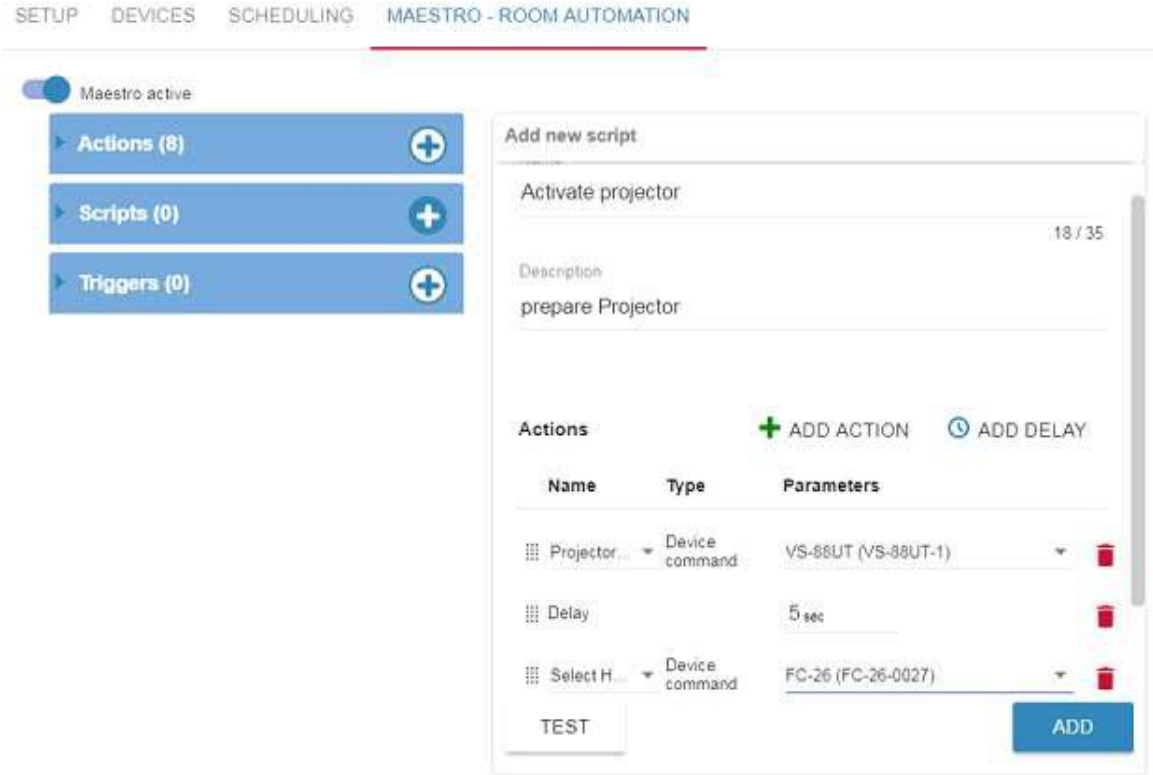 SETUP DEVICES SCHEDULING MAESTRO - ROOM AUTOMATION
Maestro active
Actions (8)
Scripts (0)
Triggers (0)
Add new script
Activate projector
18 / 35
Description
prepare Projector
Actions ADD ACTION ADD DELAY
Name Type Parameters
Projector... Device command VS-88UT (VS-88UT-1)
Delay 5 sec
Select H... Device command FC-26 (FC-26-0027)
TEST ADD